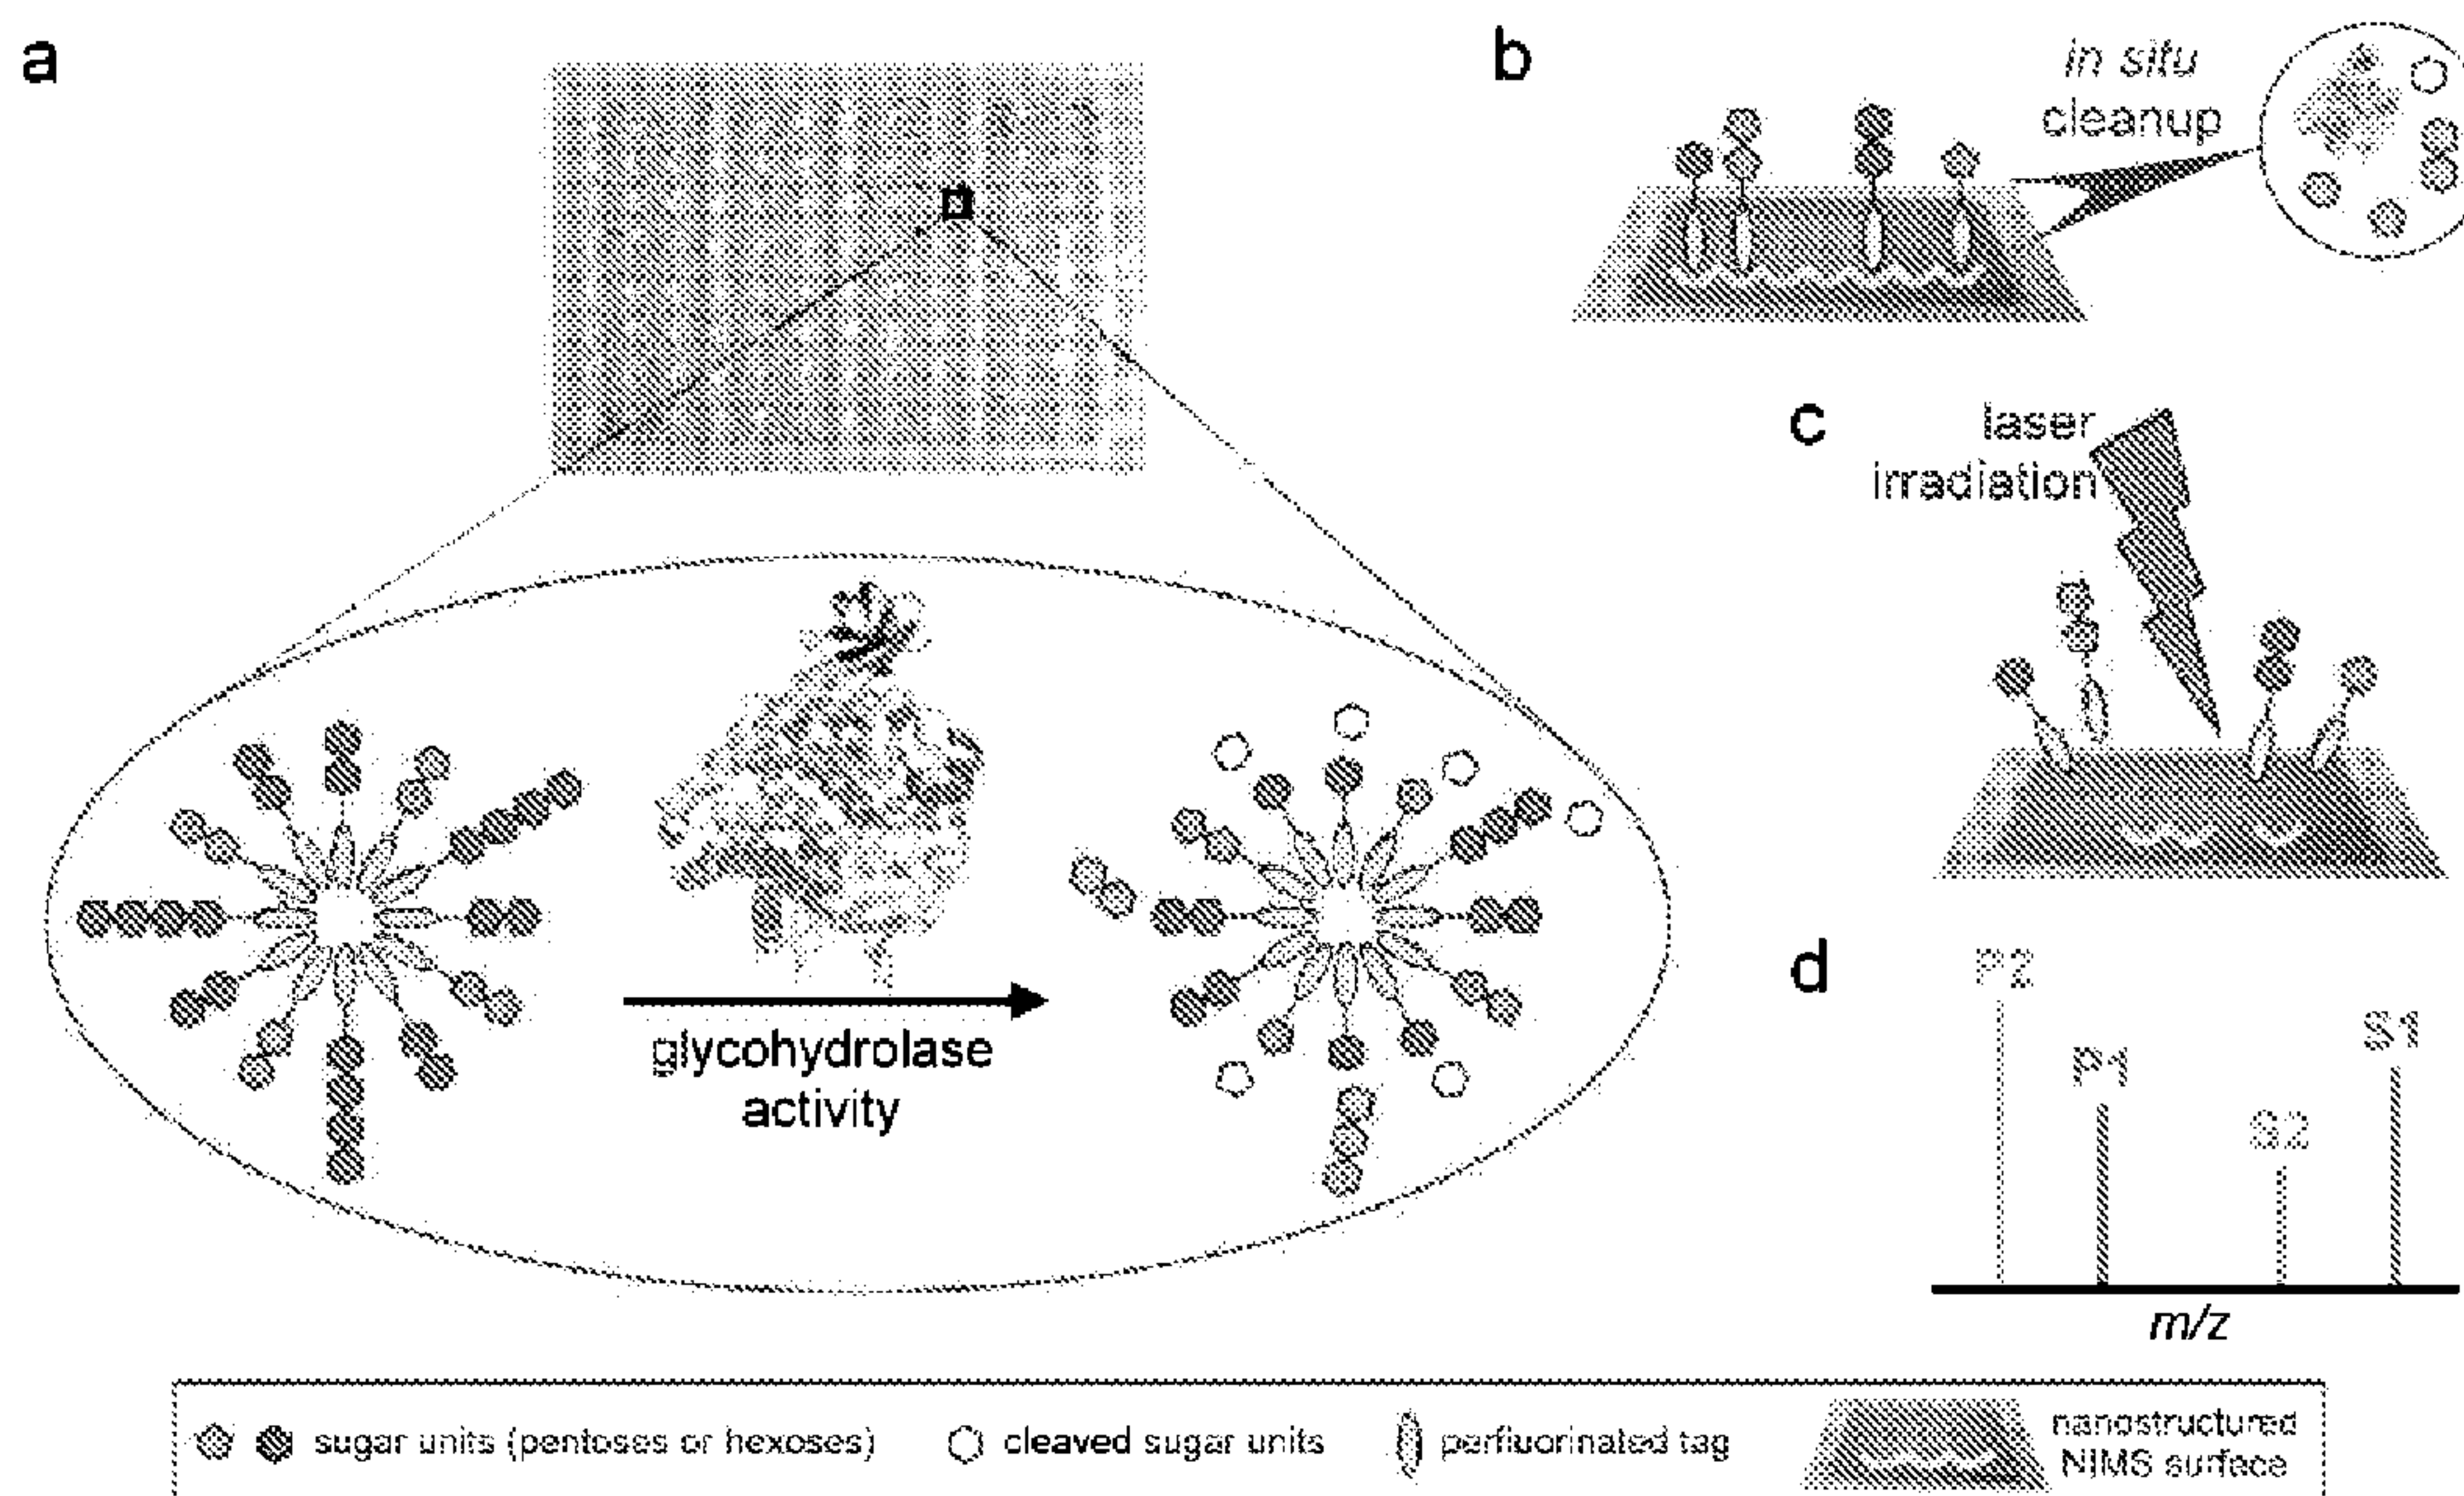 a
b
in situ
cleanup
c
laser
irradiation
glycohydrolase
activity
d
P2
P1
S2
S1
m/z
sugar units (pentoses or hexoses)
cleaved sugar units
perfluorinated tag
nanostructured
NIMS surface